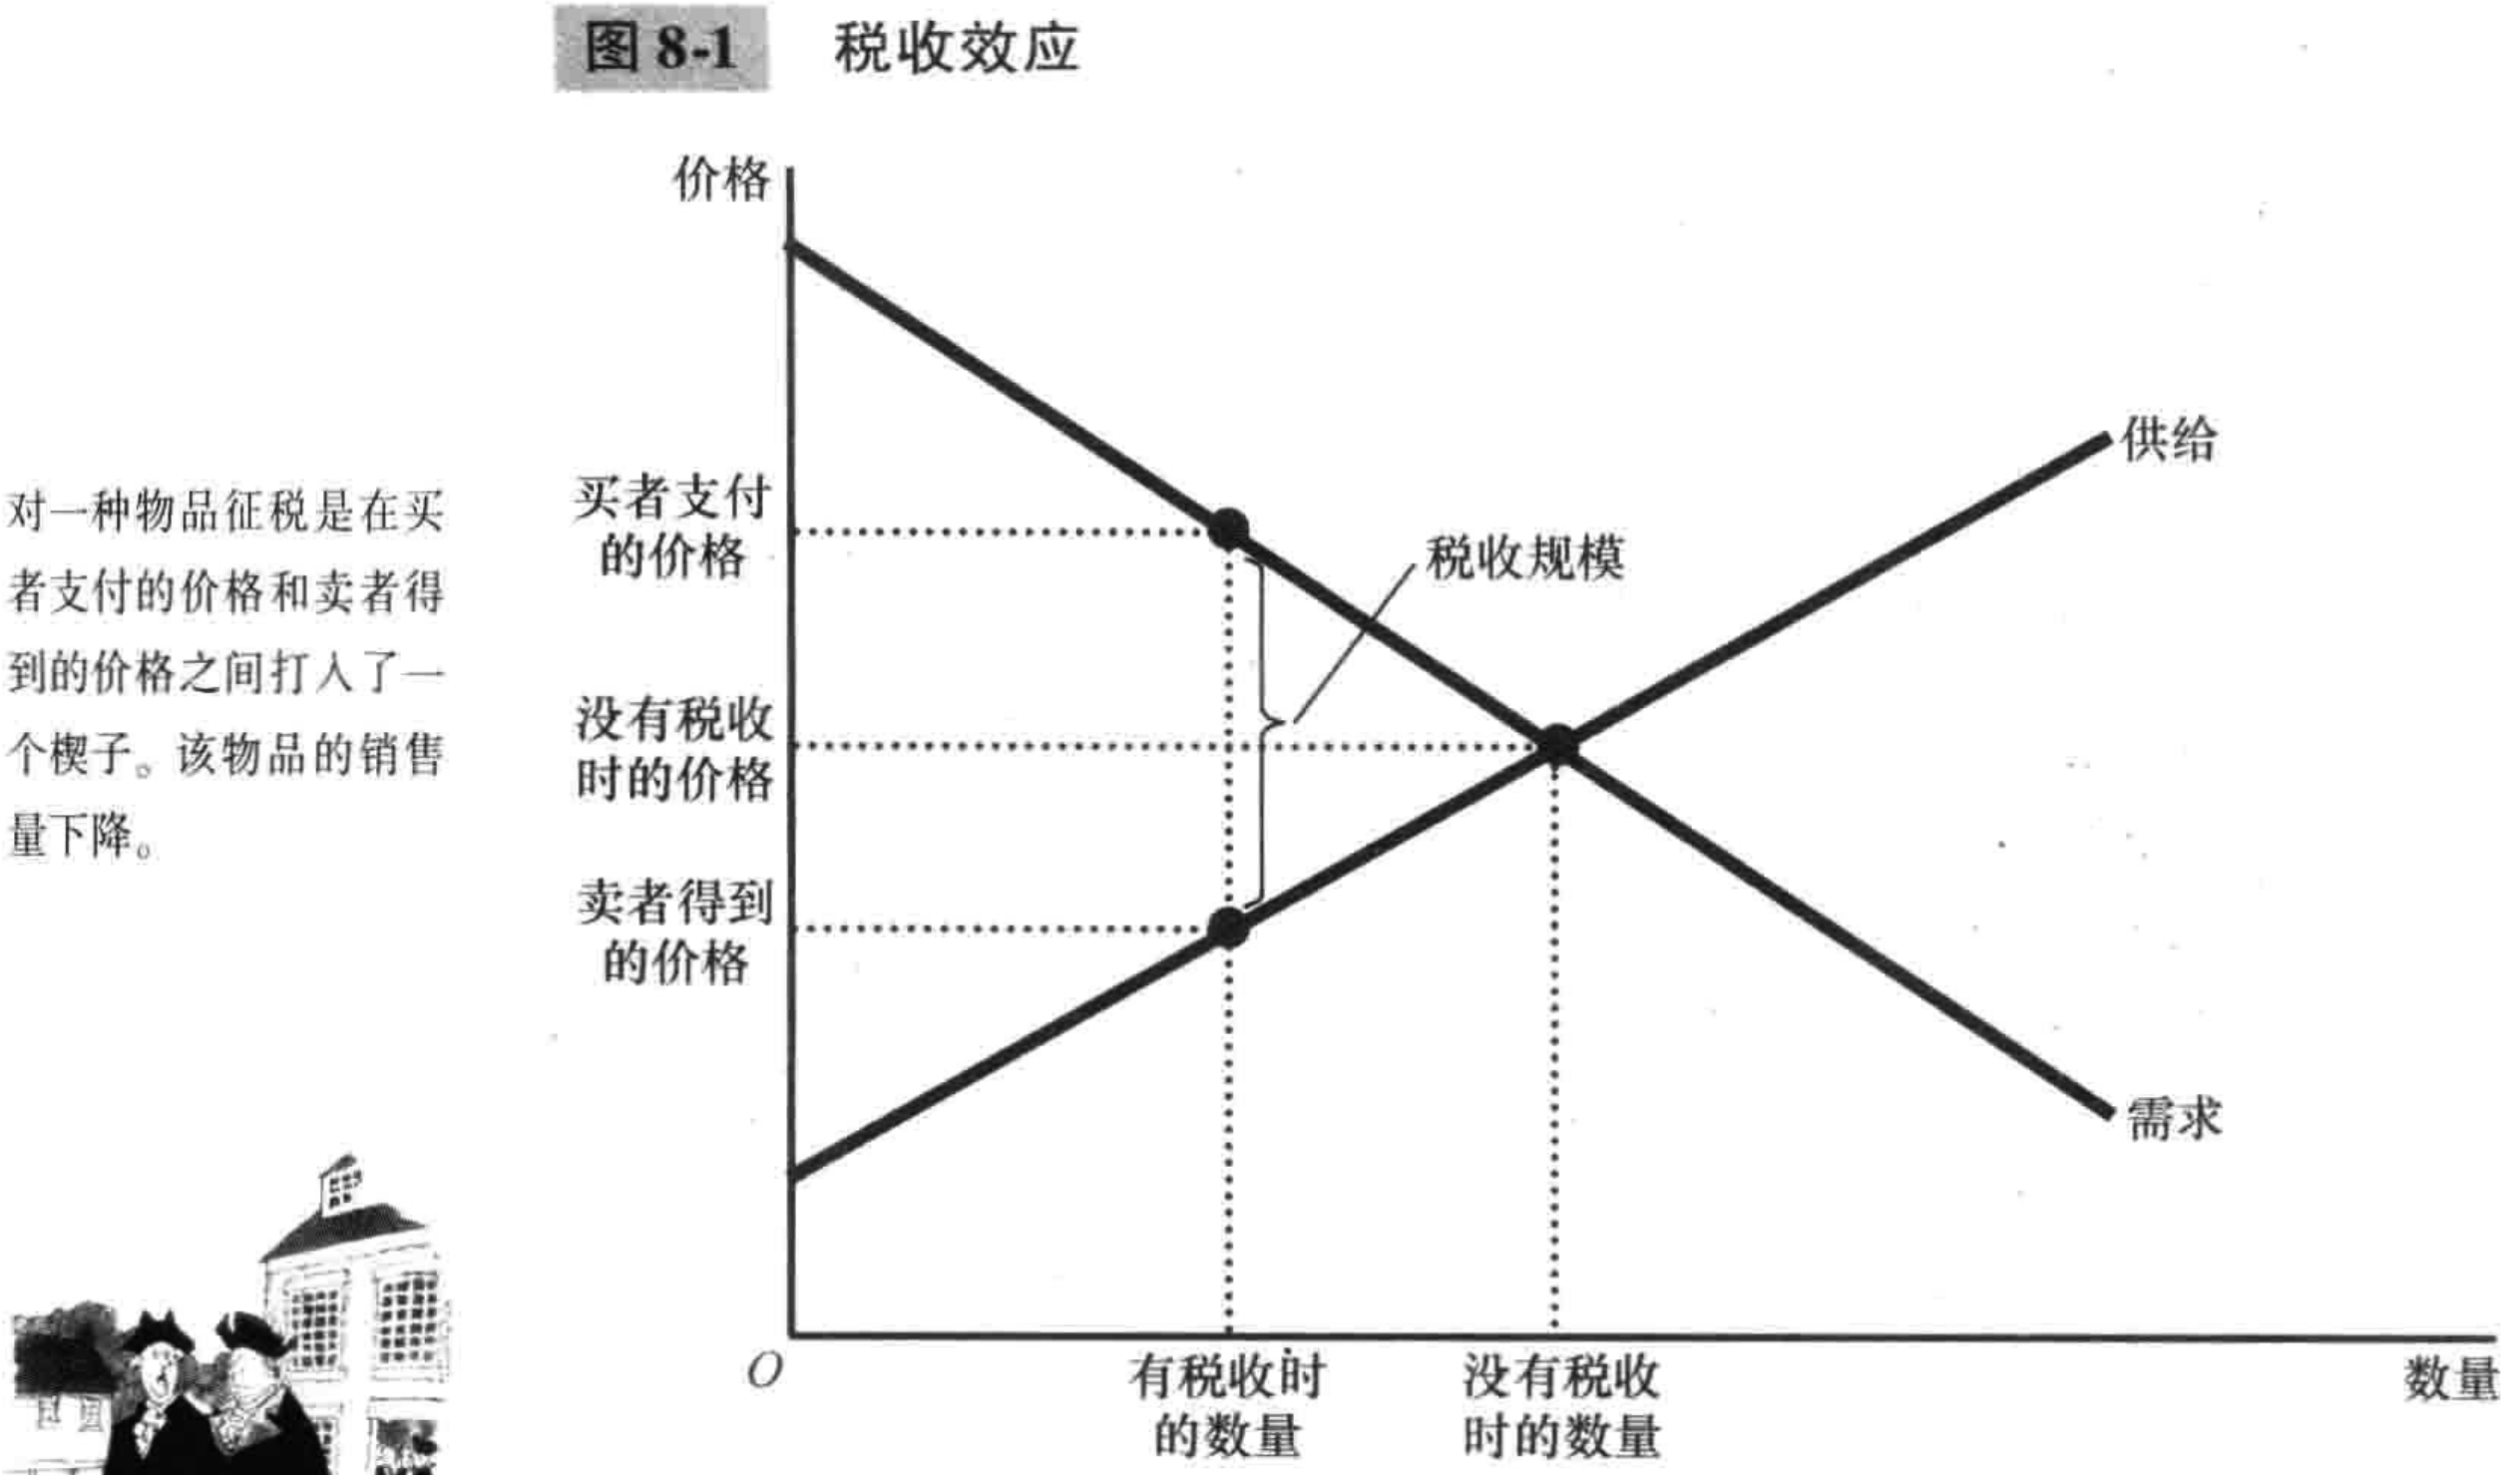 图 8-1 税收效应
价格
供给
买者支付
的价格
税收规模
对一种物品征税是在买
者支付的价格和卖者得
到的价格之间打入了一
个楔子。该物品的销售
量下降。
没有税收
时的价格
卖者得到
的价格
需求
O
有税收时
的数量
没有税收
时的数量
数量